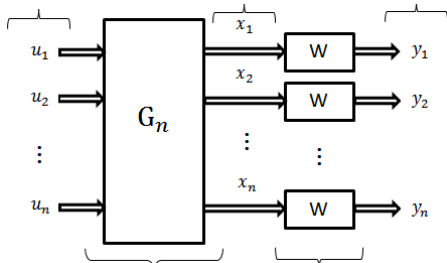 u₁ x₁ W y₁
u₂ x₂ W y₂
Gₙ
⋮ ⋮ ⋮
uₙ xₙ W yₙ